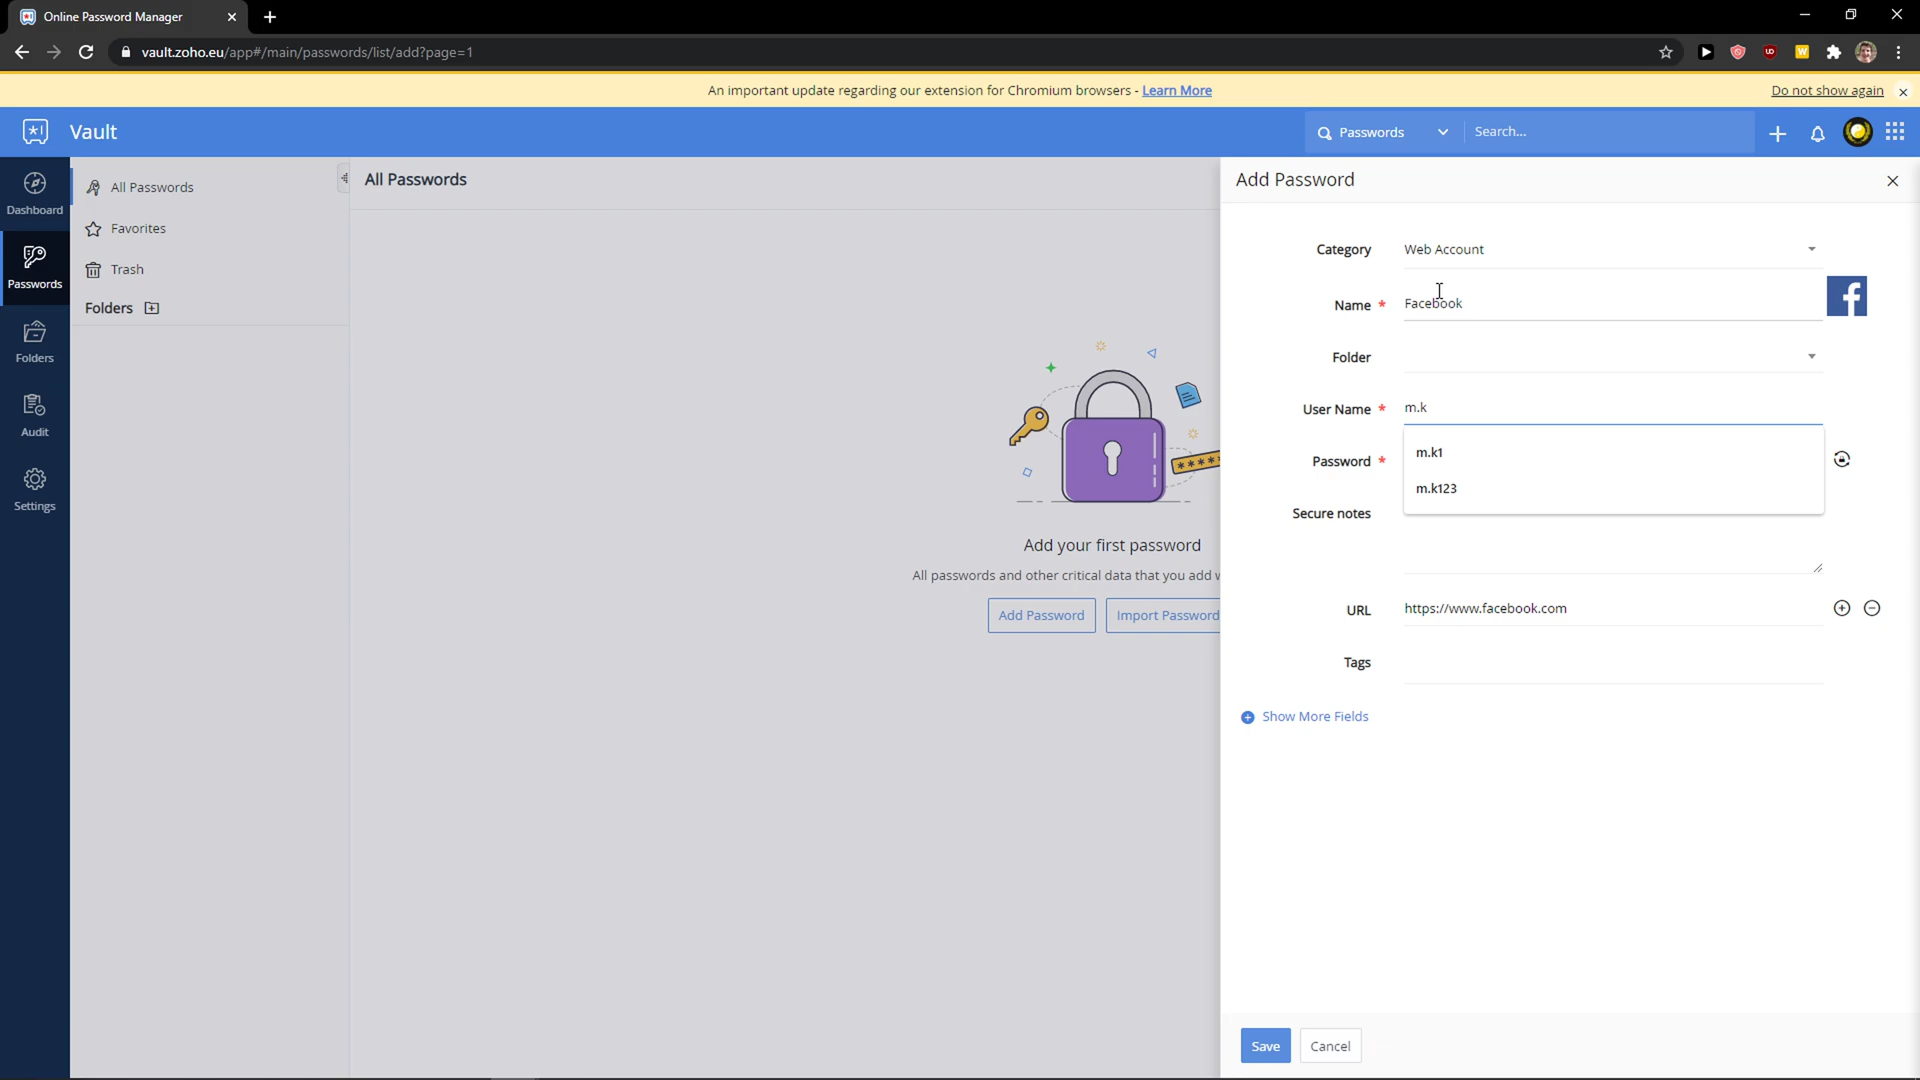 Online Password Manager
vault.zoho.eu/app#/main/passwords/list/add?page=1
An important update regarding our extension for Chromium browsers - Learn More
Do not show again
Vault
Passwords
Search...
Dashboard
Passwords
Folders
Audit
Settings
All Passwords
Favorites
Trash
Folders
All Passwords
Add your first password
All passwords and other critical data that you add
Add Password
Import Password
Add Password
Category Web Account
Name * Facebook
Folder
User Name * m.k
m.k1
m.k123
Password *
Secure notes
URL https://www.facebook.com
Tags
Show More Fields
Save
Cancel